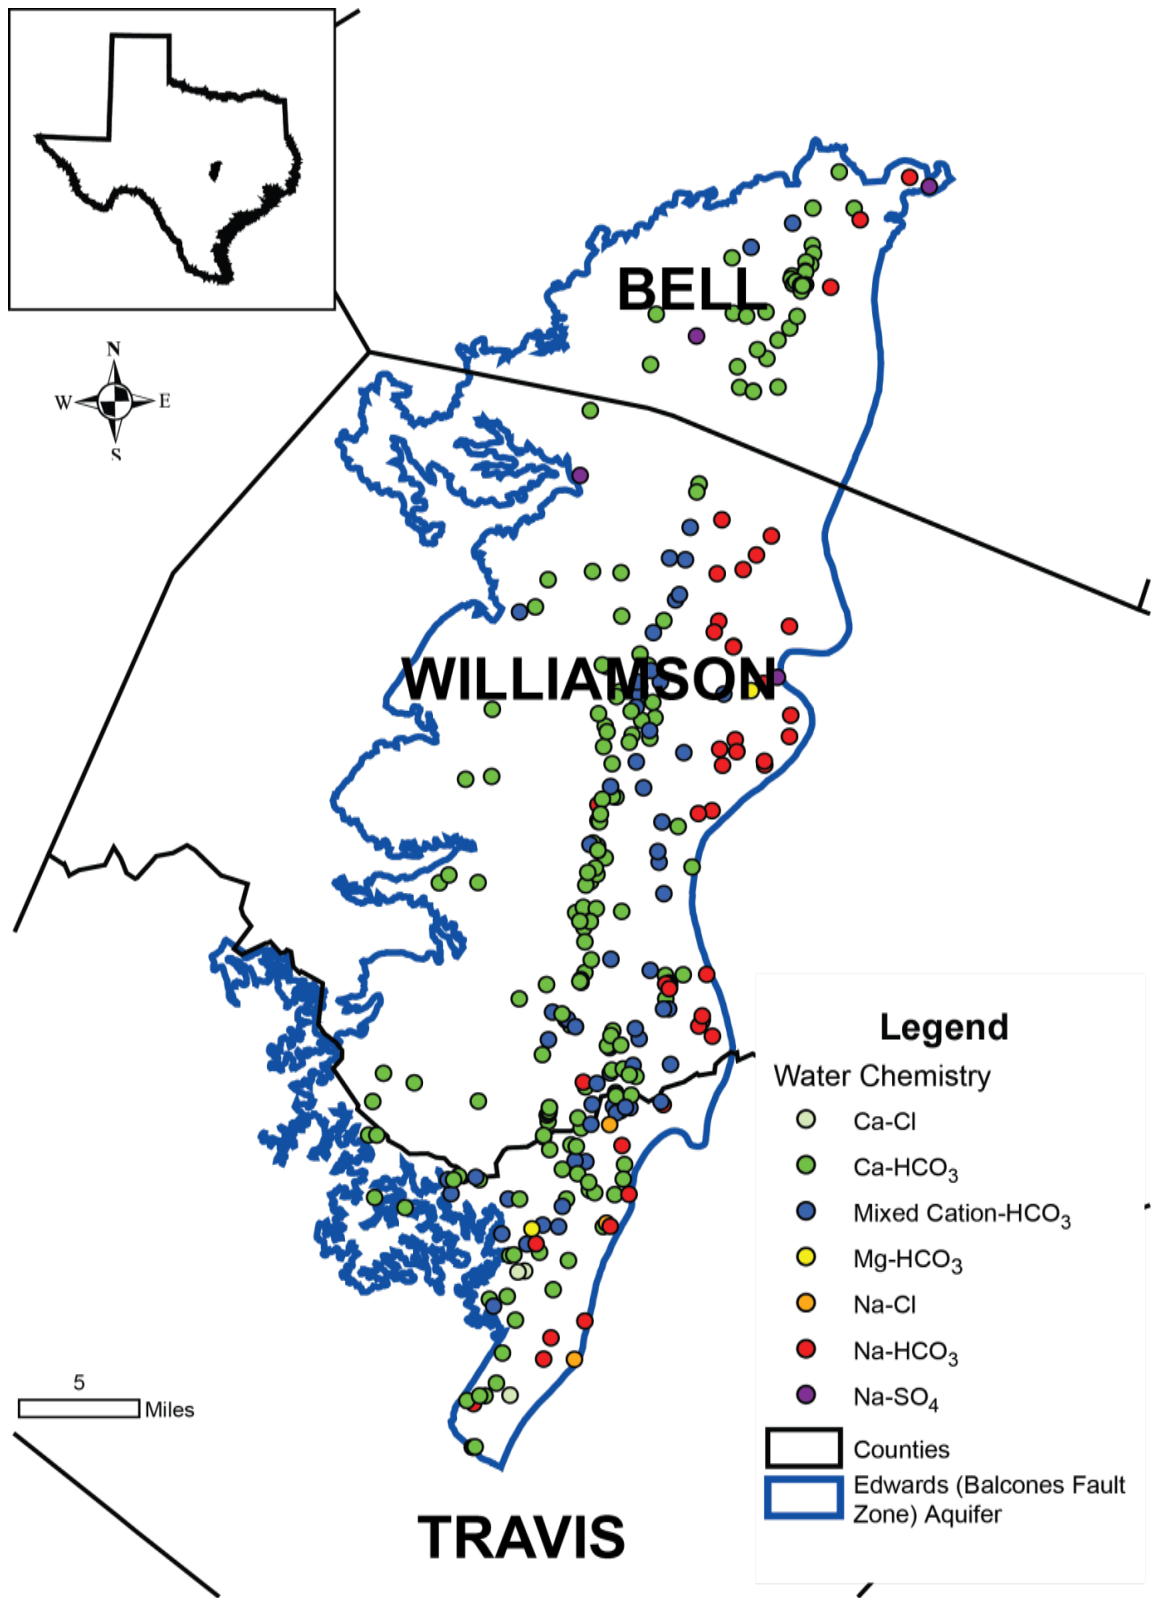 BELL
N
W
E
S
WILLIAMSON
Legend
Water Chemistry
Ca-Cl
Ca-HCO₃
Mixed Cation-HCO₃
Mg-HCO₃
Na-Cl
Na-HCO₃
Na-SO₄
Counties
Edwards (Balcones Fault
Zone) Aquifer
5
Miles
TRAVIS